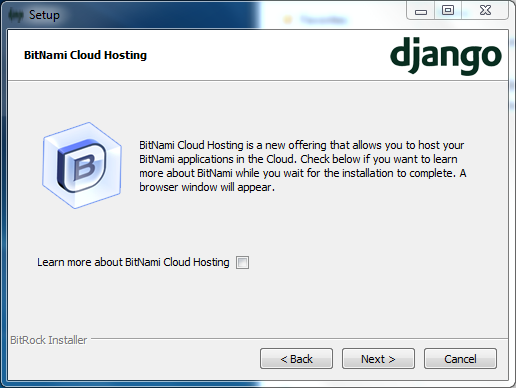 Setup
BitNami Cloud Hosting
django
B
BitNami Cloud Hosting is a new offering that allows you to host your
BitNami applications in the Cloud. Check below if you want to learn
more about BitNami while you wait for the installation to complete. A
browser window will appear.
Learn more about BitNami Cloud Hosting
BitRock Installer
< Back
Next >
Cancel